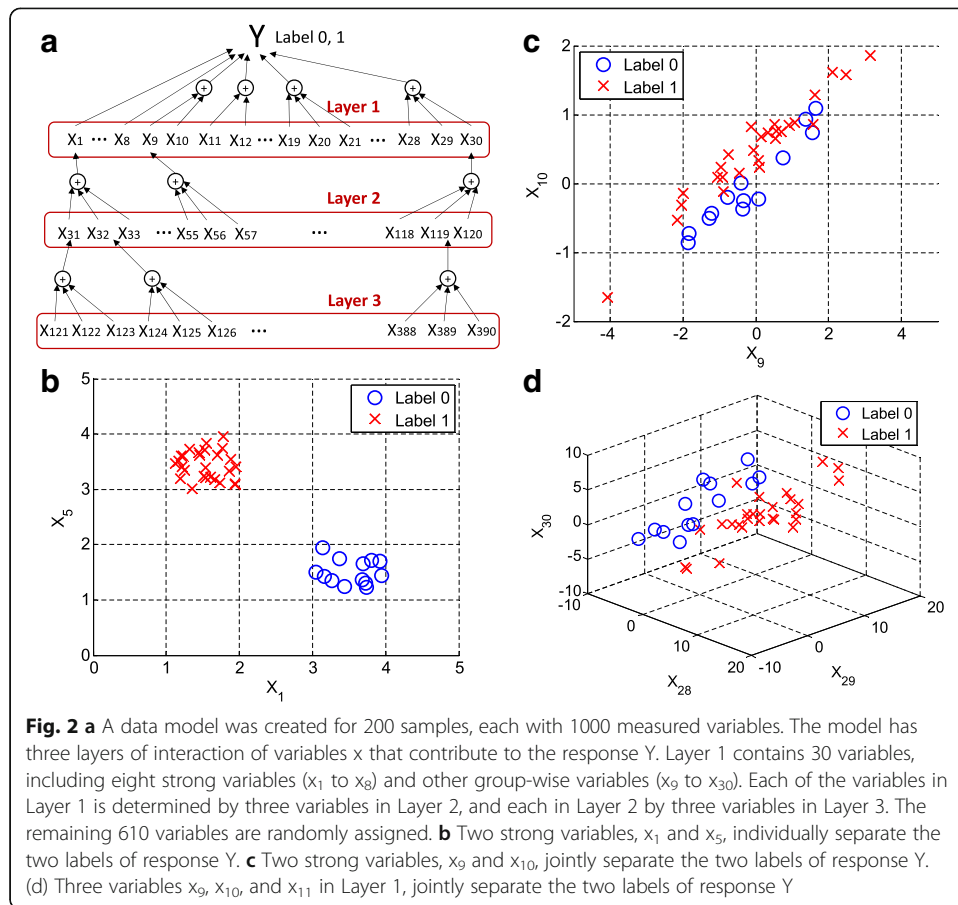 a
Y Label 0, 1
+ + + +
Layer 1
X1 ••• X8 X9 X10 X11 X12 ••• X19 X20 X21 ••• X28 X29 X30
+ + +
Layer 2
X31 X32 X33 ••• X55 X56 X57 ••• X118 X119 X120
+ + +
Layer 3
X121 X122 X123 X124 X125 X126 ••• X388 X389 X390
b
5
4
3
2
1
0
X5
0 1 2 3 4 5
X1
Label 0
Label 1
c
2
1
0
-1
-2
X10
-4 -2 0 2 4
X9
Label 0
Label 1
d
10
5
0
-5
-10
X30
-10 0 10 20
X28
-10 0 10 20
X29
Label 0
Label 1
Fig. 2 a A data model was created for 200 samples, each with 1000 measured variables. The model has
three layers of interaction of variables x that contribute to the response Y. Layer 1 contains 30 variables,
including eight strong variables (x1 to x8) and other group-wise variables (x9 to x30). Each of the variables in
Layer 1 is determined by three variables in Layer 2, and each in Layer 2 by three variables in Layer 3. The
remaining 610 variables are randomly assigned. b Two strong variables, x1 and x5, individually separate the
two labels of response Y. c Two strong variables, x9 and x10, jointly separate the two labels of response Y.
(d) Three variables x9, x10, and x11 in Layer 1, jointly separate the two labels of response Y